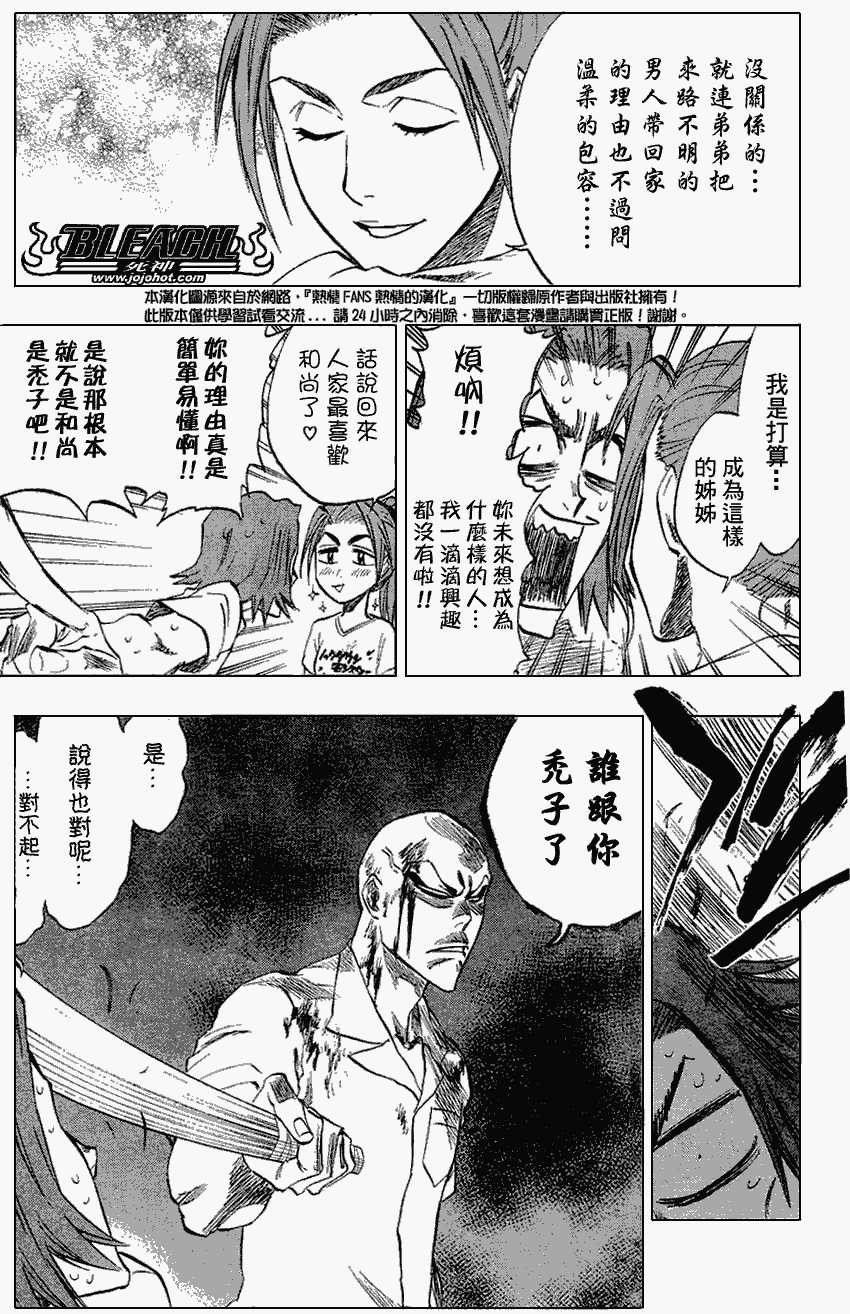 沒關係的…
就連弟弟把
來路不明的
男人帶回家
的理由也不過問
溫柔的包容……
BLEACH
死神
www.jojohot.com
本漢化圖源來自於網路，『熱情FANS 熱情的漢化』一切版權歸原作者與出版社擁有！
此版本僅供學習試看交流... 請24小時之內消除，喜歡這套漫畫請購買正版！謝謝。
我是打算…
成為這樣
的姊姊
煩吶!!
妳未來想成為
什麼樣的人…
我一滴滴興趣
都沒有啦!!
話說回來
人家最喜歡
和尚了♡
妳的理由真是
簡單易懂啊!!
是說那根本
就不是和尚
是禿子吧!!
誰跟你
禿子了
是…
說得也對呢…
…對不起…